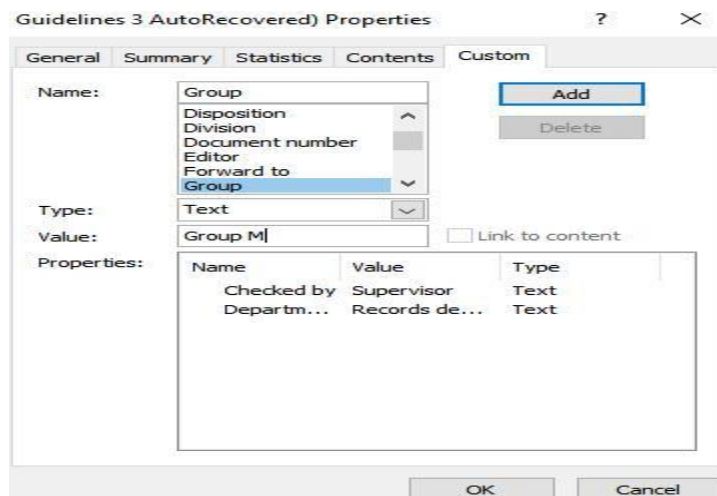 Guidelines 3 AutoRecovered) Properties ? ×
General Summary Statistics Contents Custom
Name: Group Add
Disposition
Division
Document number
Editor
Forward to
Group
Delete
Type: Text
Value: Group M Link to content
Properties:
Name Value Type
Checked by Supervisor Text
Departm... Records de... Text
OK Cancel